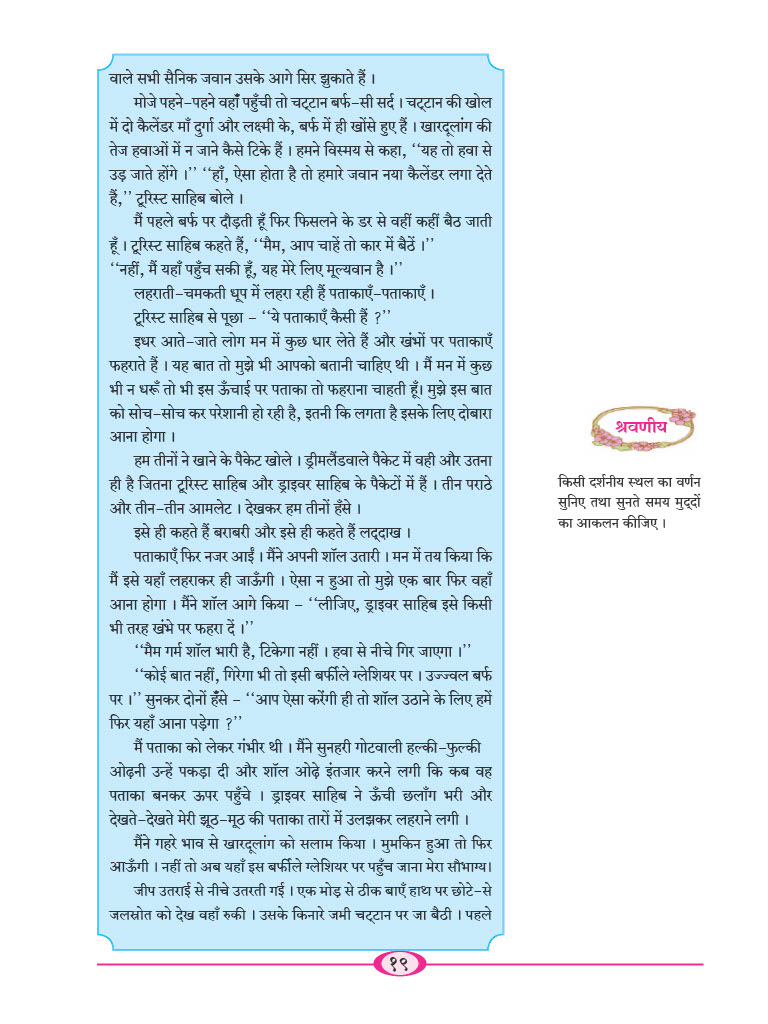 वाले सभी सैनिक जवान उसके आगे सिर झुकाते हैं ।
मोजे पहने-पहने वहाँ पहुँची तो चट्‌टान बर्फ-सी सर्द । चट्‌टान की खोल
में दो कैलेंडर माँ दुर्गा और लक्ष्मी के, बर्फ में ही खोंसे हुए हैं । खारदूलांग की
तेज हवाओं में न जाने कैसे टिके हैं । हमने विस्मय से कहा, ‘‘यह तो हवा से
उड़ जाते होंगे ।’’ ‘‘हाँ, ऐसा होता है तो हमारे जवान नया कैलेंडर लगा देते
हैं,’’ टूरिस्ट साहिब बोले ।
मैं पहले बर्फ पर दौड़ती हूँ फिर फिसलने के डर से वहीं कहीं बैठ जाती
हूँ । टूरिस्ट साहिब कहते हैं, ‘‘मैम, आप चाहें तो कार में बैठें ।’’
‘‘नहीं, मैं यहाँ पहुँच सकी हूँ, यह मेरे लिए मूल्यवान है ।’’
लहराती-चमकती धूप में लहरा रही हैं पताकाएँ-पताकाएँ ।
टूरिस्ट साहिब से पूछा - ‘‘ये पताकाएँ कैसी हैं ?’’
इधर आते-जाते लोग मन में कुछ धार लेते हैं और खंभों पर पताकाएँ
फहराते हैं । यह बात तो मुझे भी आपको बतानी चाहिए थी । मैं मन में कुछ
भी न धरूँ तो भी इस ऊँचाई पर पताका तो फहराना चाहती हूँ। मुझे इस बात
को सोच-सोच कर परेशानी हो रही है, इतनी कि लगता है इसके लिए दोबारा
आना होगा ।
हम तीनों ने खाने के पैकेट खोले । ड्रीमलैंडवाले पैकेट में वही और उतना
ही है जितना टूरिस्ट साहिब और ड्राइवर साहिब के पैकेटों में हैं । तीन पराठे
और तीन-तीन आमलेट । देखकर हम तीनों हँसे ।
इसे ही कहते हैं बराबरी और इसे ही कहते हैं लद्‌दाख ।
पताकाएँ फिर नजर आईं । मैंने अपनी शॉल उतारी । मन में तय किया कि
मैं इसे यहाँ लहराकर ही जाऊँगी । ऐसा न हुआ तो मुझे एक बार फिर वहाँ
आना होगा । मैंने शॉल आगे किया - ‘‘लीजिए, ड्राइवर साहिब इसे किसी
भी तरह खंभे पर फहरा दें ।’’
‘‘मैम गर्म शॉल भारी है, टिकेगा नहीं । हवा से नीचे गिर जाएगा ।’’
‘‘कोई बात नहीं, गिरेगा भी तो इसी बर्फीले ग्लेशियर पर । उज्ज्वल बर्फ
पर ।’’ सुनकर दोनों हँसे - ‘‘आप ऐसा करेंगी ही तो शॉल उठाने के लिए हमें
फिर यहाँ आना पड़ेगा ?’’
मैं पताका को लेकर गंभीर थी । मैंने सुनहरी गोटवाली हल्की-फुल्की
ओढ़नी उन्हें पकड़ा दी और शॉल ओढ़े इंतजार करने लगी कि कब वह
पताका बनकर ऊपर पहुँचे । ड्राइवर साहिब ने ऊँची छलाँग भरी और
देखते-देखते मेरी झूठ-मूठ की पताका तारों में उलझकर लहराने लगी ।
मैंने गहरे भाव से खारदूलांग को सलाम किया । मुमकिन हुआ तो फिर
आऊँगी । नहीं तो अब यहाँ इस बर्फीले ग्लेशियर पर पहुँच जाना मेरा सौभाग्य।
जीप उतराई से नीचे उतरती गई । एक मोड़ से ठीक बाएँ हाथ पर छोटे-से
जलस्रोत को देख वहाँ रुकी । उसके किनारे जमी चट्‌टान पर जा बैठी । पहले
श्रवणीय
किसी दर्शनीय स्थल का वर्णन
सुनिए तथा सुनते समय मुद्‌दों
का आकलन कीजिए ।
१९